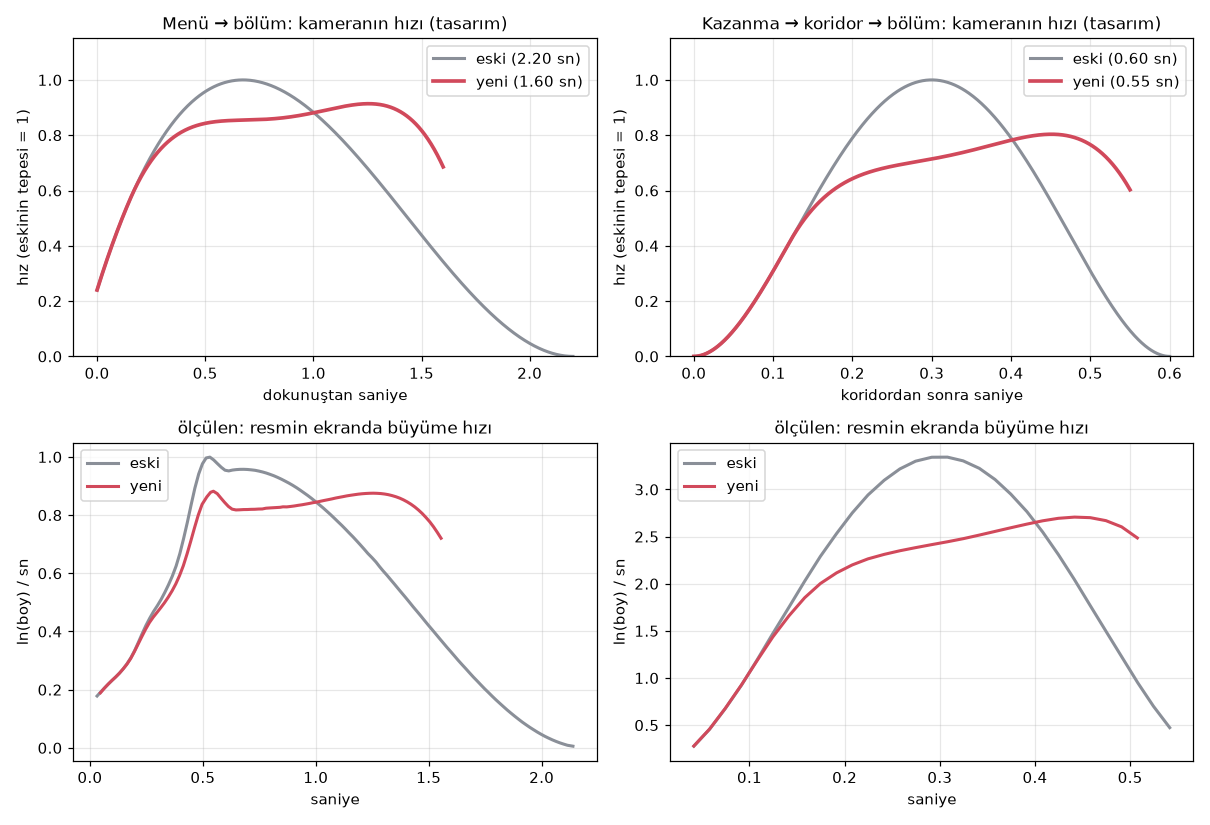 Menü → bölüm: kameranın hızı (tasarım)
hız (eskinin tepesi = 1)
1.0
0.8
0.6
0.4
0.2
0.0
eski (2.20 sn)
yeni (1.60 sn)
0.0 0.5 1.0 1.5 2.0
dokunuştan saniye
Kazanma → koridor → bölüm: kameranın hızı (tasarım)
hız (eskinin tepesi = 1)
1.0
0.8
0.6
0.4
0.2
0.0
eski (0.60 sn)
yeni (0.55 sn)
0.0 0.1 0.2 0.3 0.4 0.5 0.6
koridordan sonra saniye
ölçülen: resmin ekranda büyüme hızı
ln(boy) / sn
1.0
0.8
0.6
0.4
0.2
0.0
eski
yeni
0.0 0.5 1.0 1.5 2.0
saniye
ölçülen: resmin ekranda büyüme hızı
ln(boy) / sn
3.0
2.5
2.0
1.5
1.0
0.5
eski
yeni
0.1 0.2 0.3 0.4 0.5
saniye